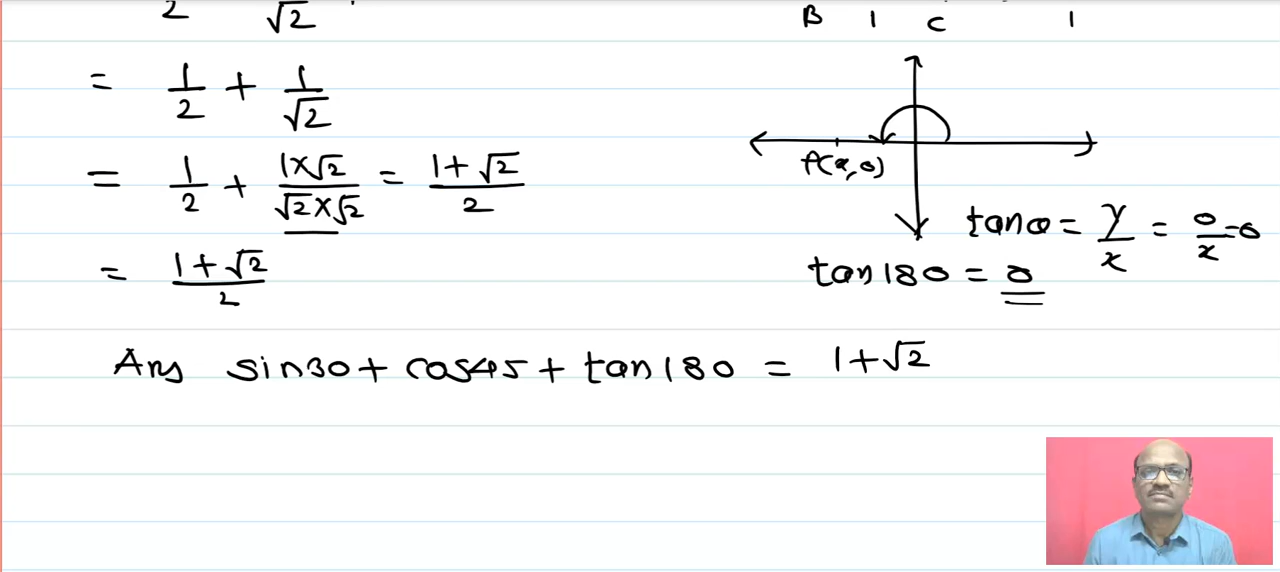 2 √2
= 1/2 + 1/√2
= 1/2 + 1×√2/√2×√2 = 1+√2/2
= 1+√2/2
B 1 C 1
(x, 0)
tanθ = y/x = 0/x = 0
tan180 = 0
Ans sin30 + cos45 + tan180 = 1+√2